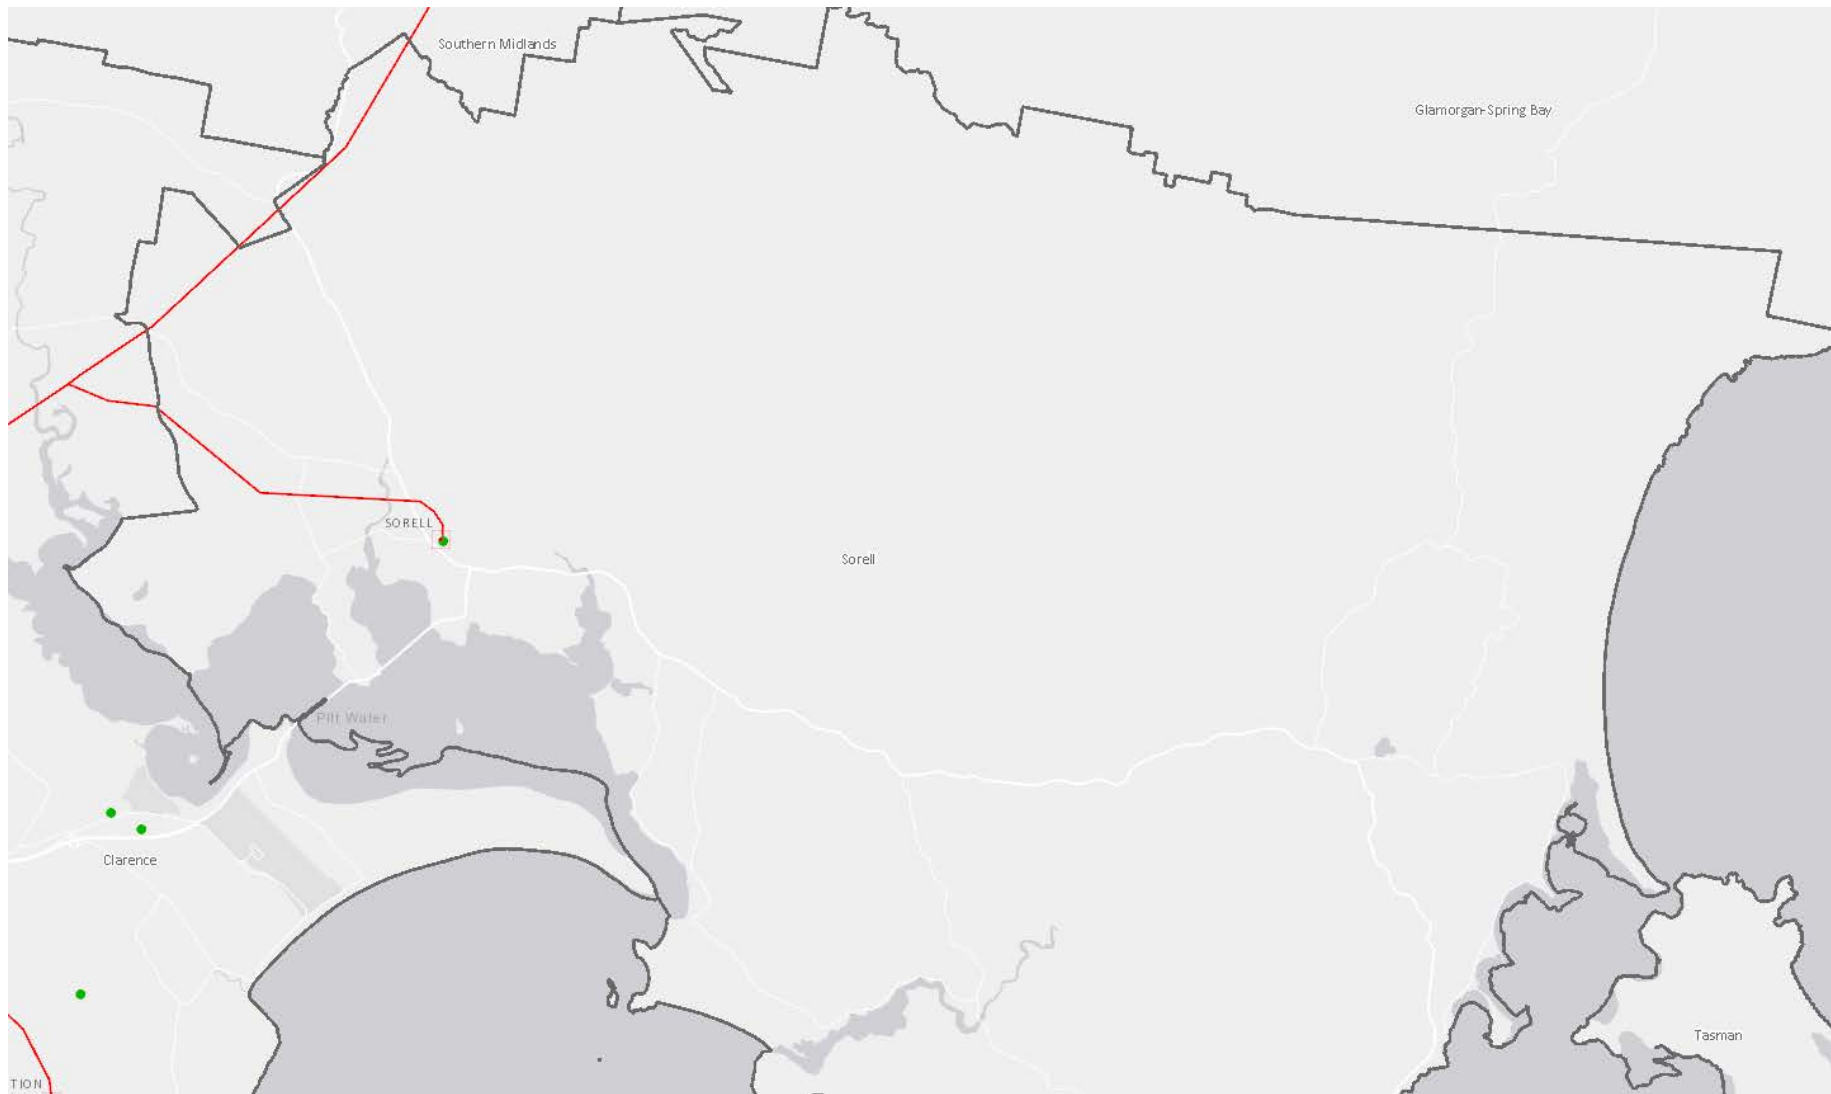 Southern Midlands
Glamorgan-Spring Bay
SORELL
Sorell
Pitt Water
Clarence
Tasman
TION